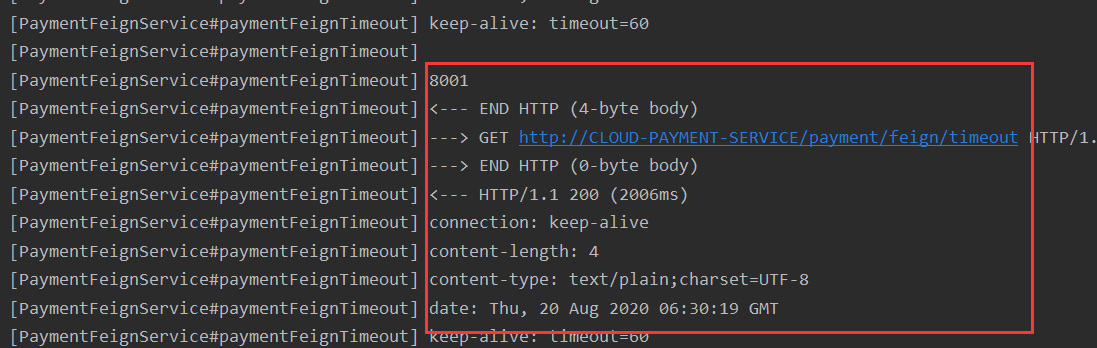 [PaymentFeignService#paymentFeignTimeout] keep-alive: timeout=60
[PaymentFeignService#paymentFeignTimeout]
[PaymentFeignService#paymentFeignTimeout] 8001
[PaymentFeignService#paymentFeignTimeout] <--- END HTTP (4-byte body)
[PaymentFeignService#paymentFeignTimeout] ---> GET http://CLOUD-PAYMENT-SERVICE/payment/feign/timeout HTTP/1.
[PaymentFeignService#paymentFeignTimeout] ---> END HTTP (0-byte body)
[PaymentFeignService#paymentFeignTimeout] <--- HTTP/1.1 200 (2006ms)
[PaymentFeignService#paymentFeignTimeout] connection: keep-alive
[PaymentFeignService#paymentFeignTimeout] content-length: 4
[PaymentFeignService#paymentFeignTimeout] content-type: text/plain;charset=UTF-8
[PaymentFeignService#paymentFeignTimeout] date: Thu, 20 Aug 2020 06:30:19 GMT
[PaymentFeignService#paymentFeignTimeout] keep-alive: timeout=60